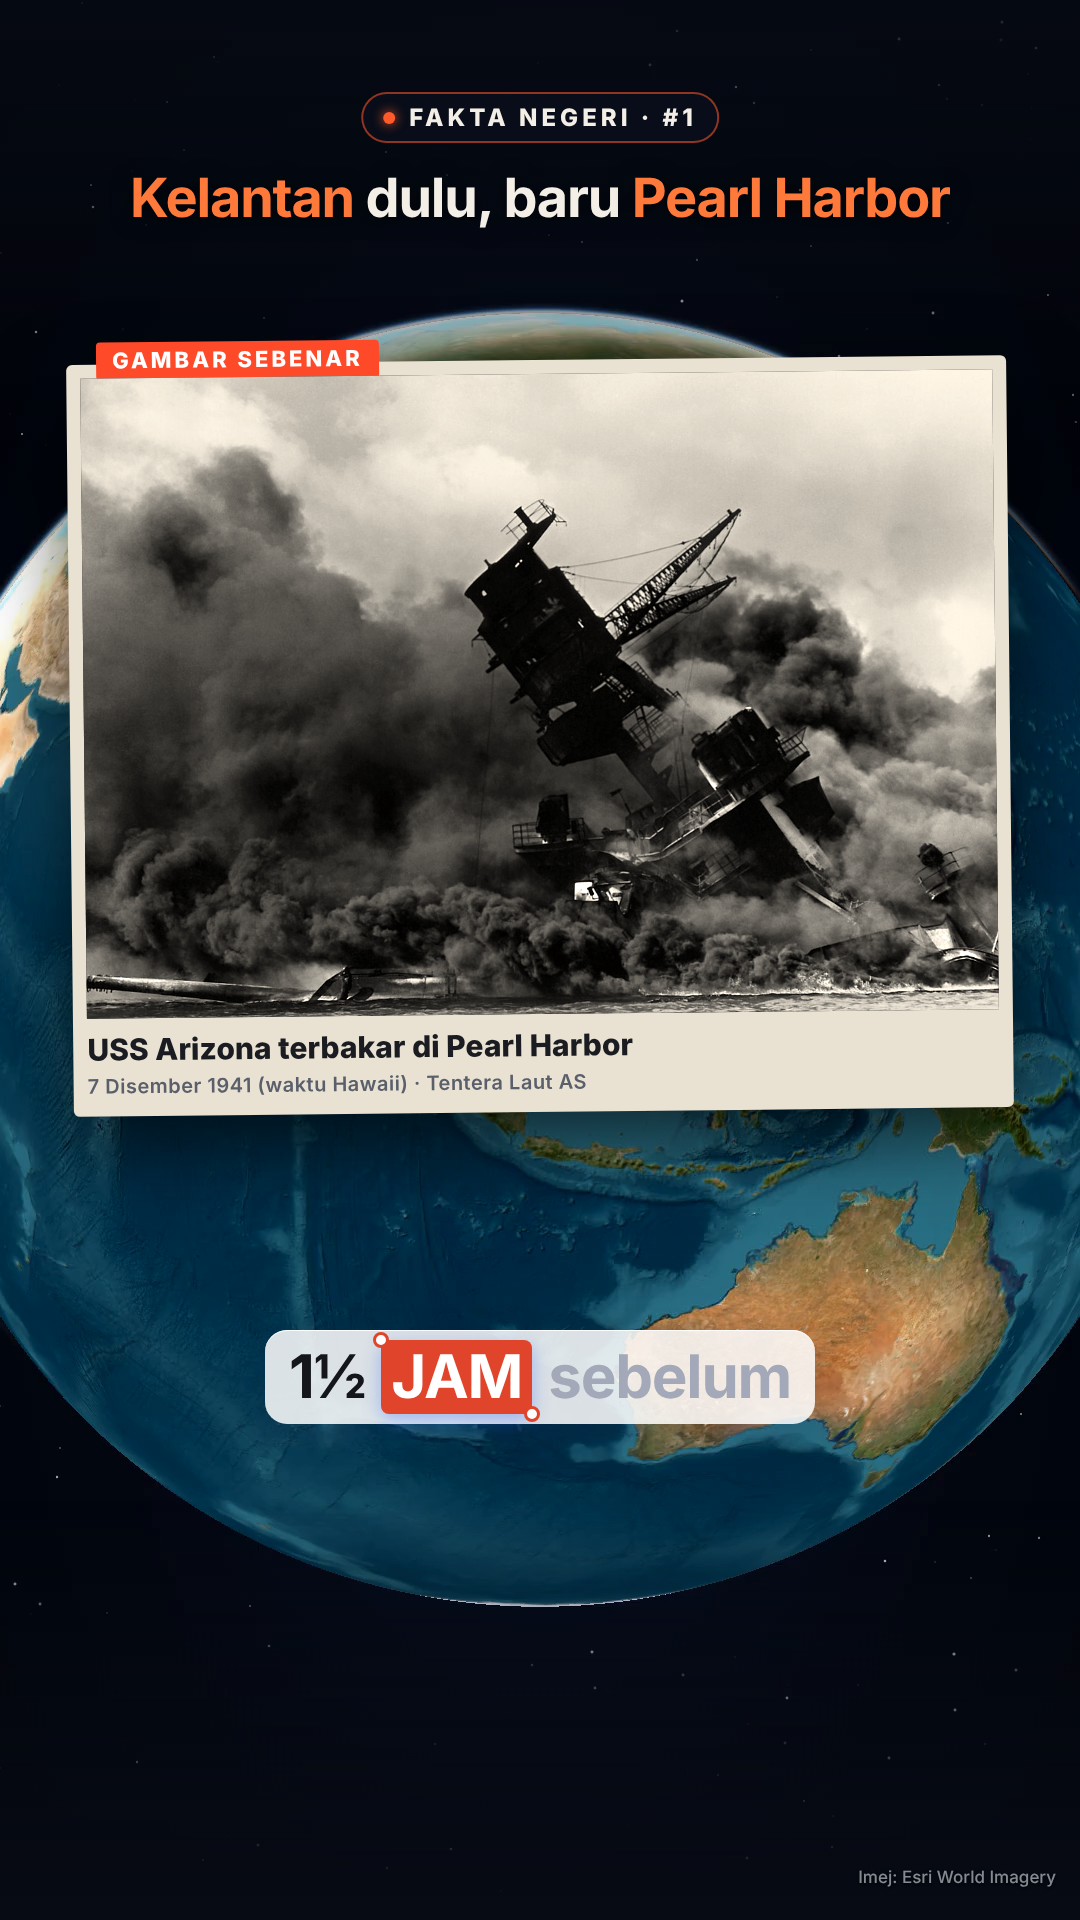 FAKTA NEGERI · #1
Kelantan dulu, baru Pearl Harbor
GAMBAR SEBENAR
USS Arizona terbakar di Pearl Harbor
7 Disember 1941 (waktu Hawaii) · Tentera Laut AS
1½ JAM sebelum
Imej: Esri World Imagery